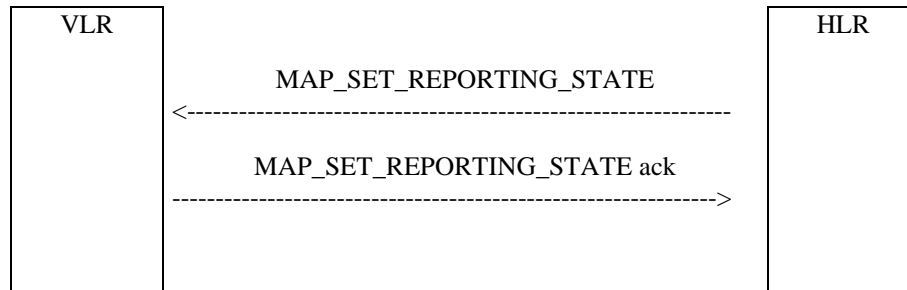 VLR
HLR
MAP_SET_REPORTING_STATE
MAP_SET_REPORTING_STATE ack